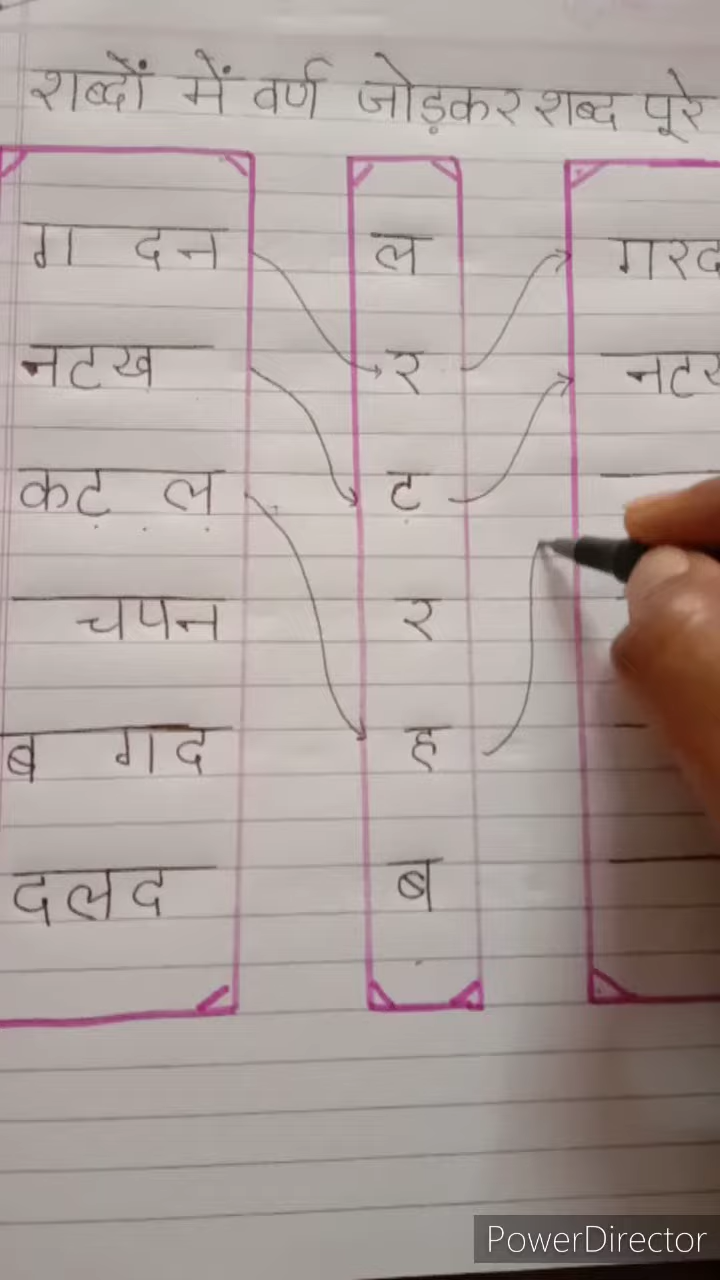 शब्दों में वर्ण जोड़कर शब्द पूरे
ग दन ल गरद
नटख र नट
कट ल ट
चपन र
ब गद ह
दलद ब
PowerDirector